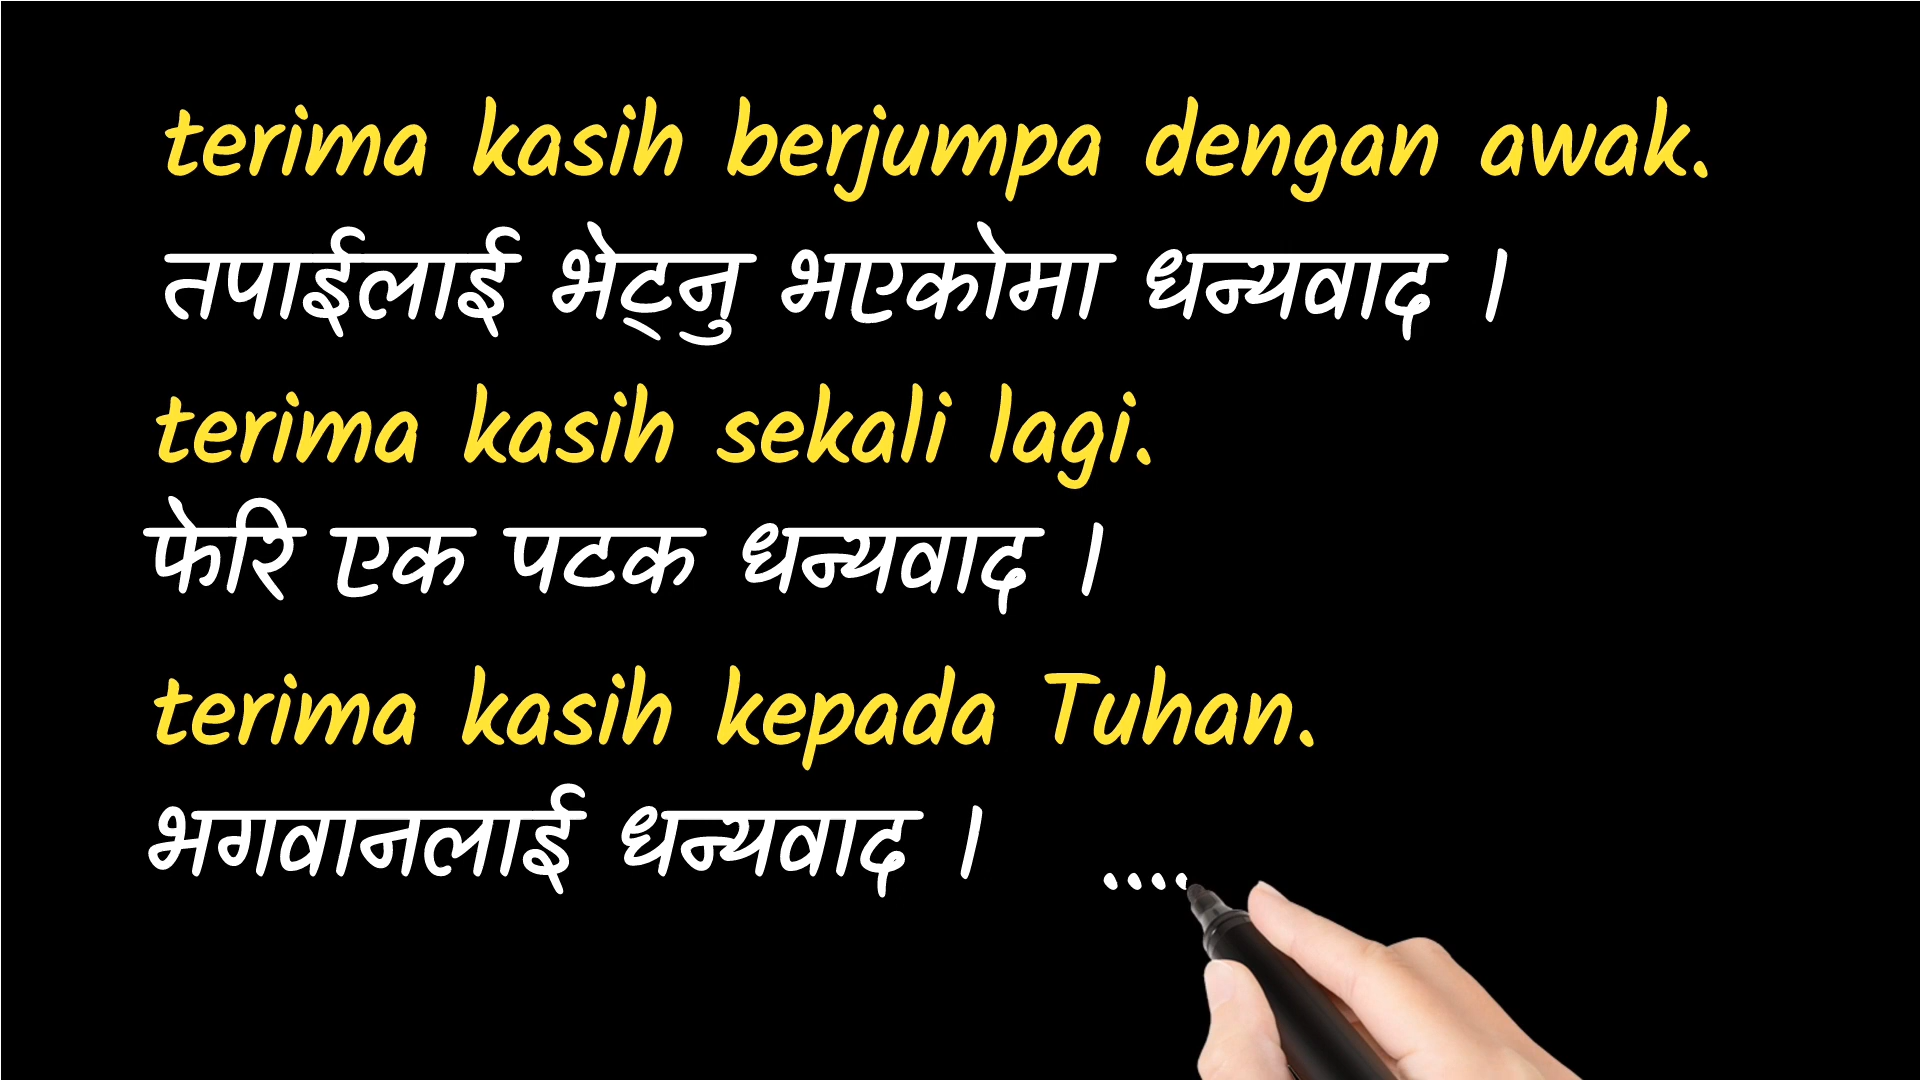 terima kasih berjumpa dengan awak.
तपाईलाई भेट्नु भएकोमा धन्यवाद ।
terima kasih sekali lagi.
फेरि एक पटक धन्यवाद ।
terima kasih kepada Tuhan.
भगवानलाई धन्यवाद । ....